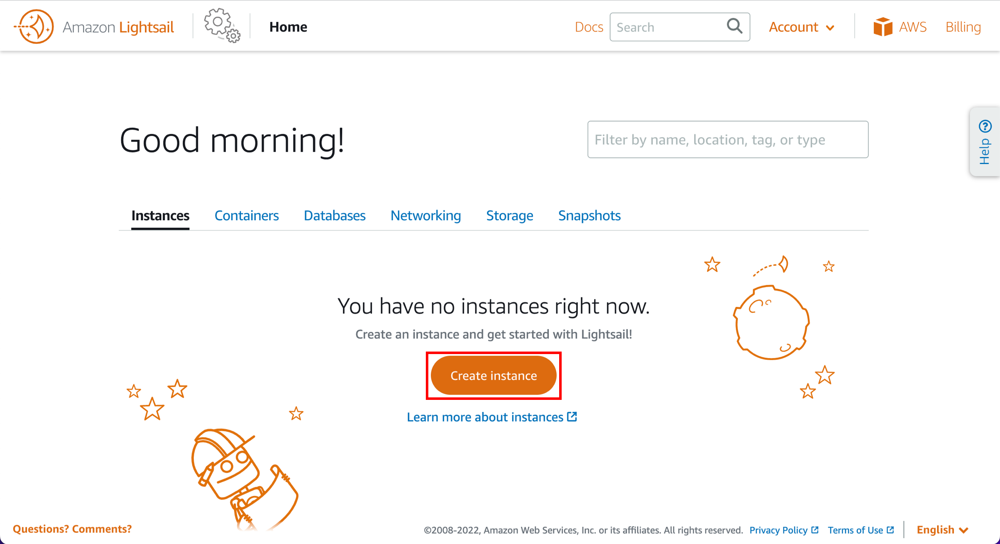 Amazon Lightsail
Home
Docs
Search
Account
AWS
Billing
Good morning!
Filter by name, location, tag, or type
Help
Instances
Containers
Databases
Networking
Storage
Snapshots
You have no instances right now.
Create an instance and get started with Lightsail!
Create instance
Learn more about instances
Questions? Comments?
©2008-2022, Amazon Web Services, Inc. or its affiliates. All rights reserved.
Privacy Policy
Terms of Use
English